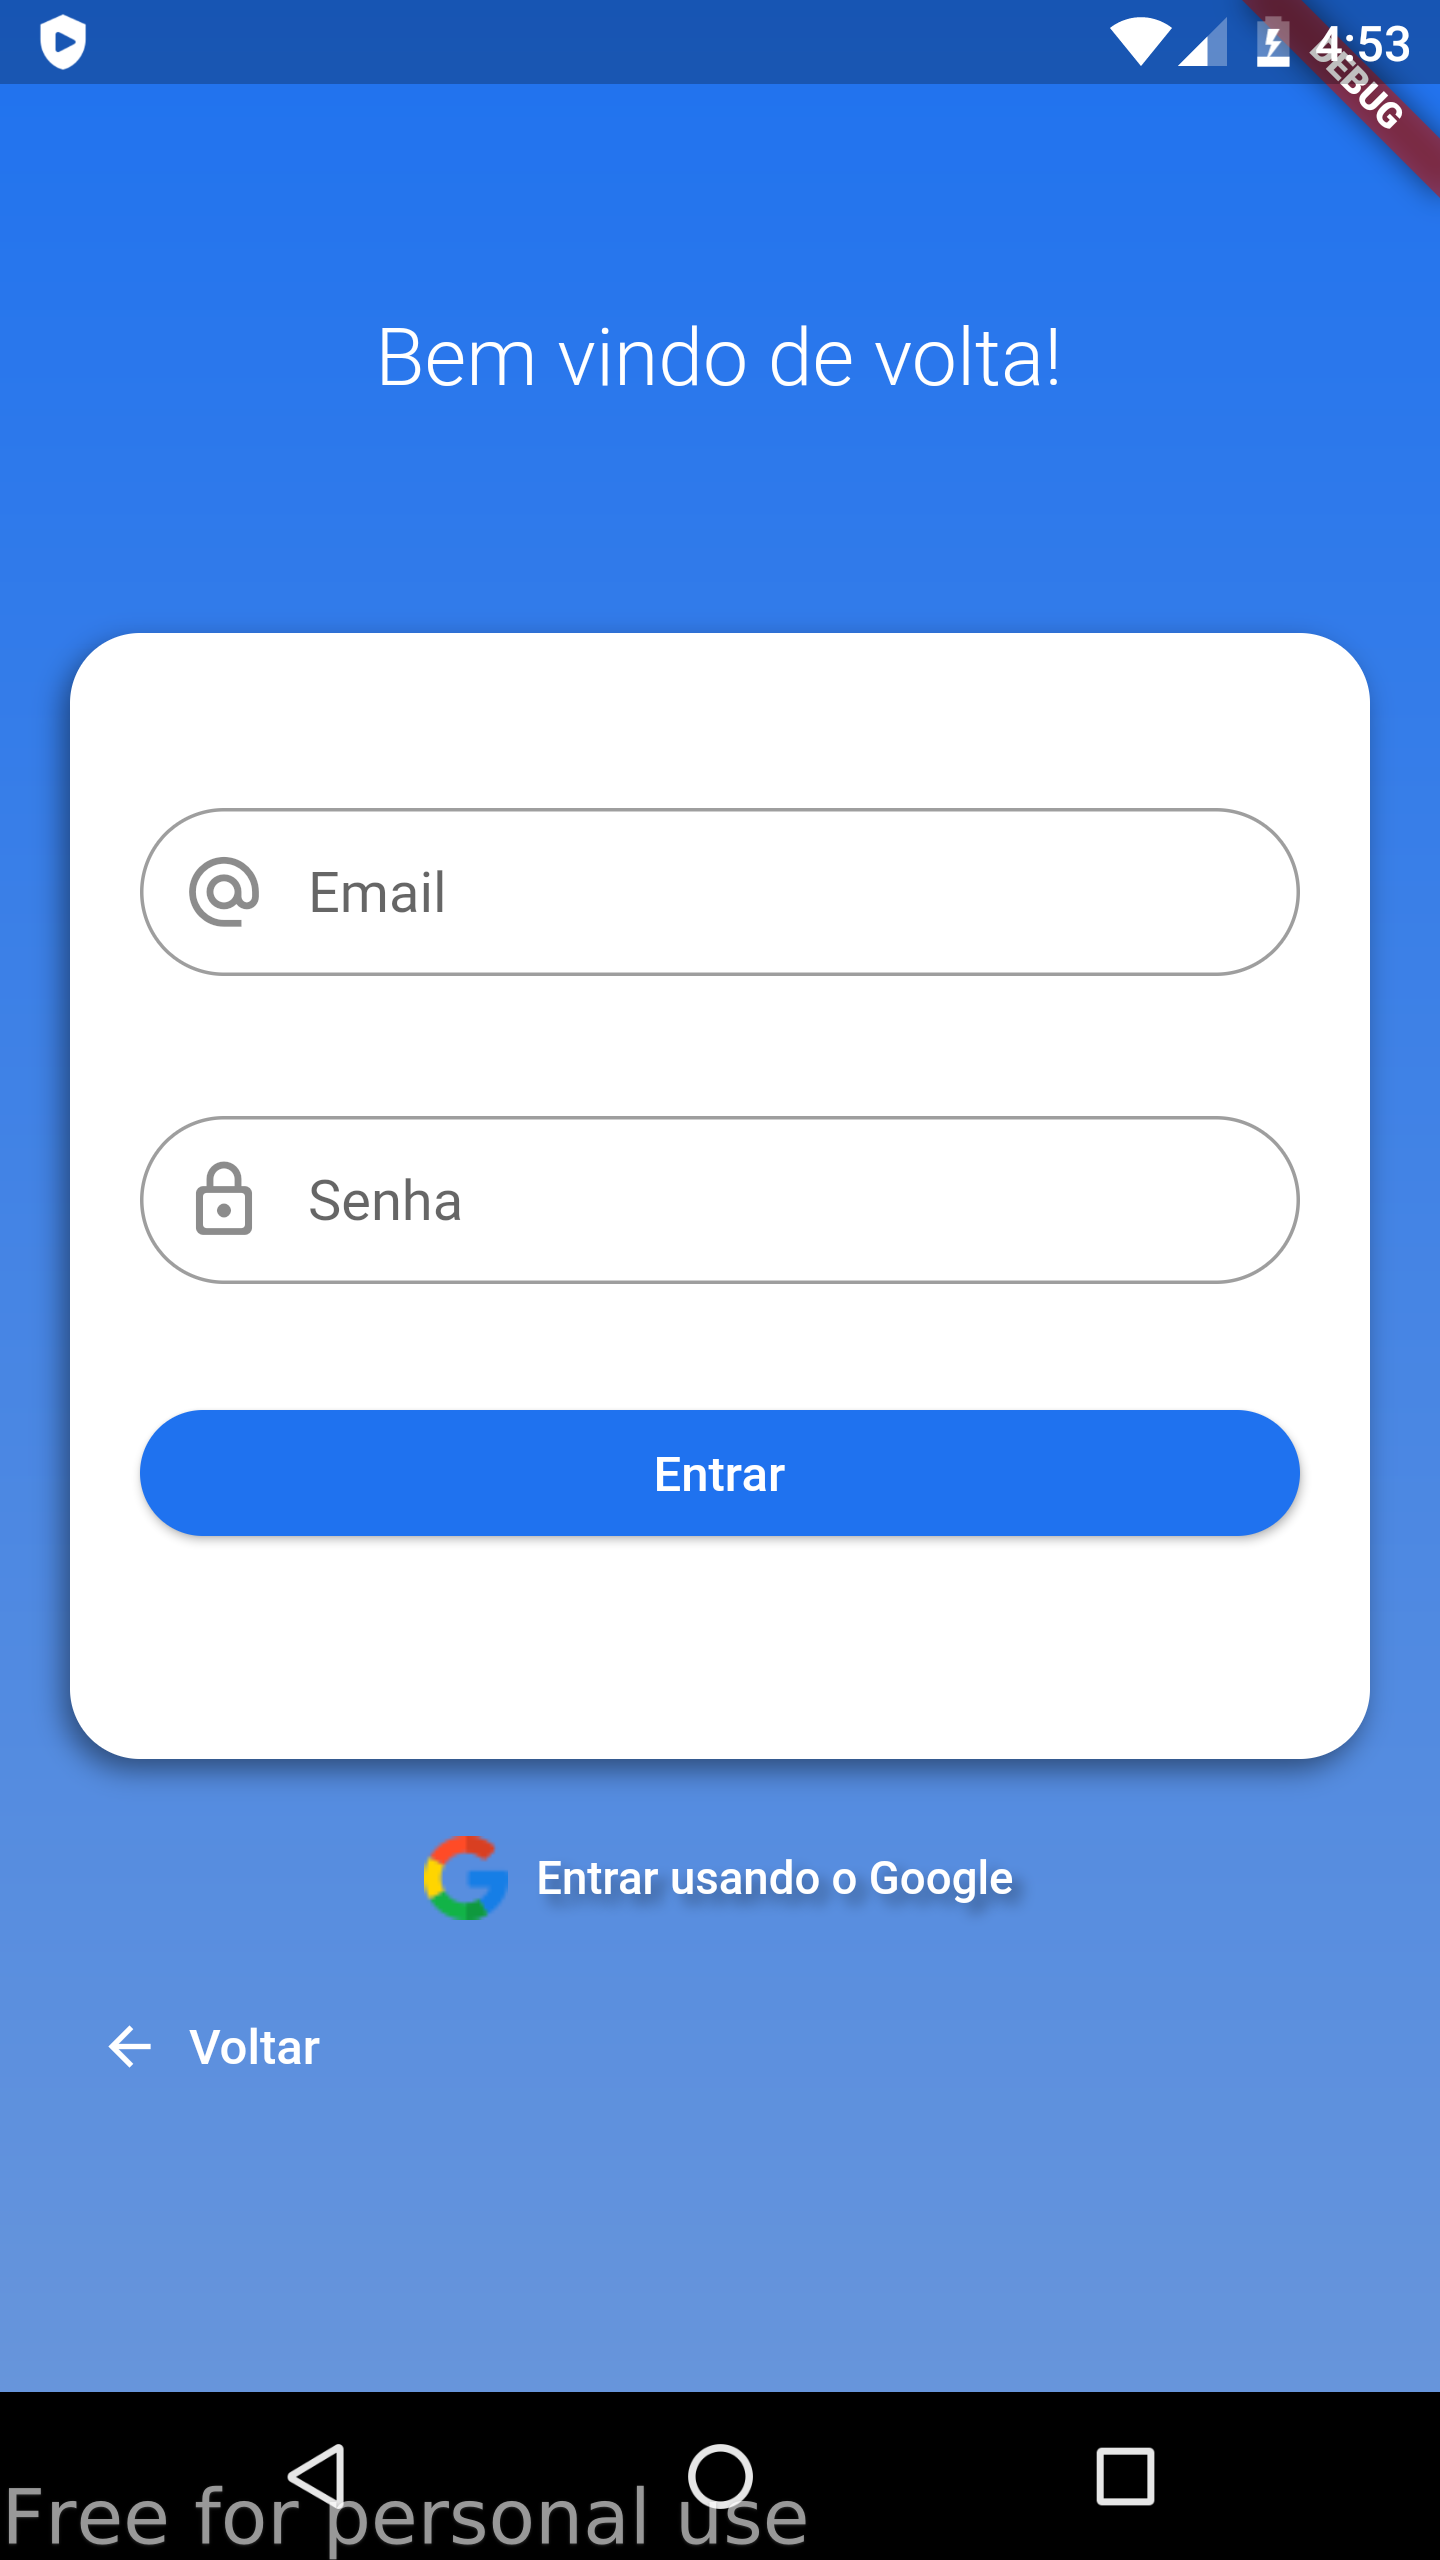 4:53
DEBUG
Bem vindo de volta!
Email
Senha
Entrar
Entrar usando o Google
Voltar
Free for personal use